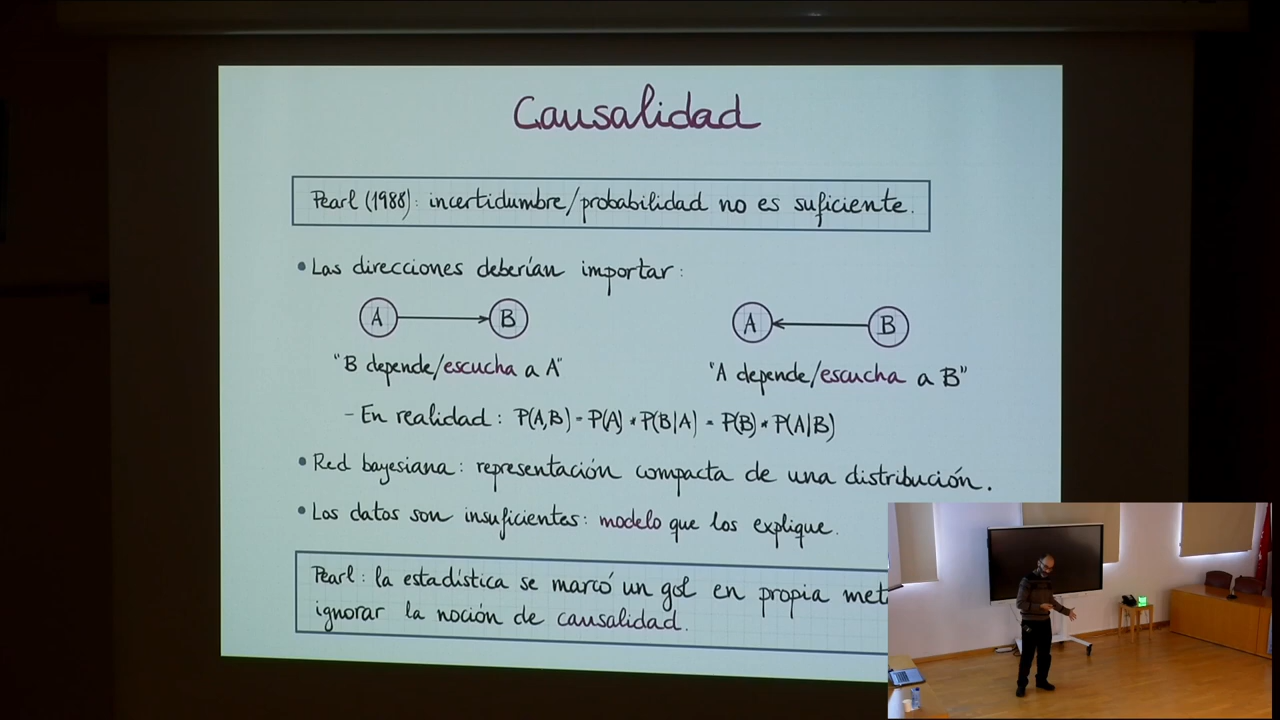 Causalidad
Pearl (1988): incertidumbre/probabilidad no es suficiente.
• Las direcciones deberían importar:
A B A B
"B depende/escucha a A" "A depende/escucha a B"
- En realidad: P(A,B) = P(A) * P(B|A) = P(B) * P(A|B)
• Red bayesiana: representación compacta de una distribución.
• Los datos son insuficientes: modelo que los explique.
Pearl: la estadística se marcó un gol en propia met
ignorar la noción de causalidad.